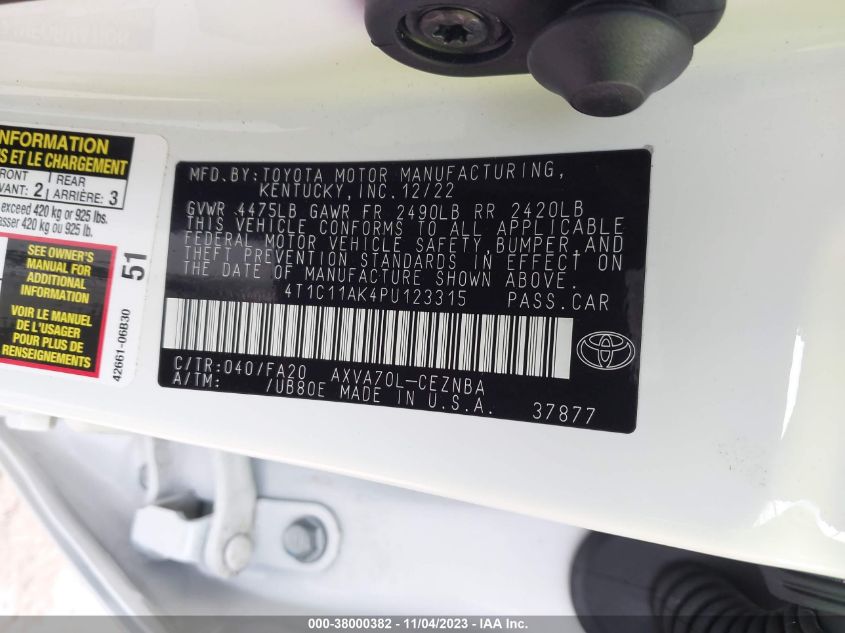 INFORMATION
S ET LE CHARGEMENT
FRONT
VANT: 2
REAR
ARRIÈRE: 3
exceed 420 kg or 925 lbs.
asser 420 kg ou 925 lb.
SEE OWNER'S
MANUAL FOR
ADDITIONAL
INFORMATION
VOIR LE MANUEL
DE L'USAGER
POUR PLUS DE
RENSEIGNEMENTS
51
42661-06B30
MFD. BY: TOYOTA MOTOR MANUFACTURING,
KENTUCKY, INC. 12/22
GVWR 4475LB GAWR FR 2490LB RR 2420LB
THIS VEHICLE CONFORMS TO ALL APPLICABLE
FEDERAL MOTOR VEHICLE SAFETY, BUMPER, AND
THEFT PREVENTION STANDARDS IN EFFECT ON
THE DATE OF MANUFACTURE SHOWN ABOVE.
4T1C11AK4PU123315 PASS. CAR
C/TR: 040/FA20 AXVA70L-CEZNBA
A/TM: /UB80E MADE IN U.S.A.
37877
000-38000382 - 11/04/2023 - IAA Inc.